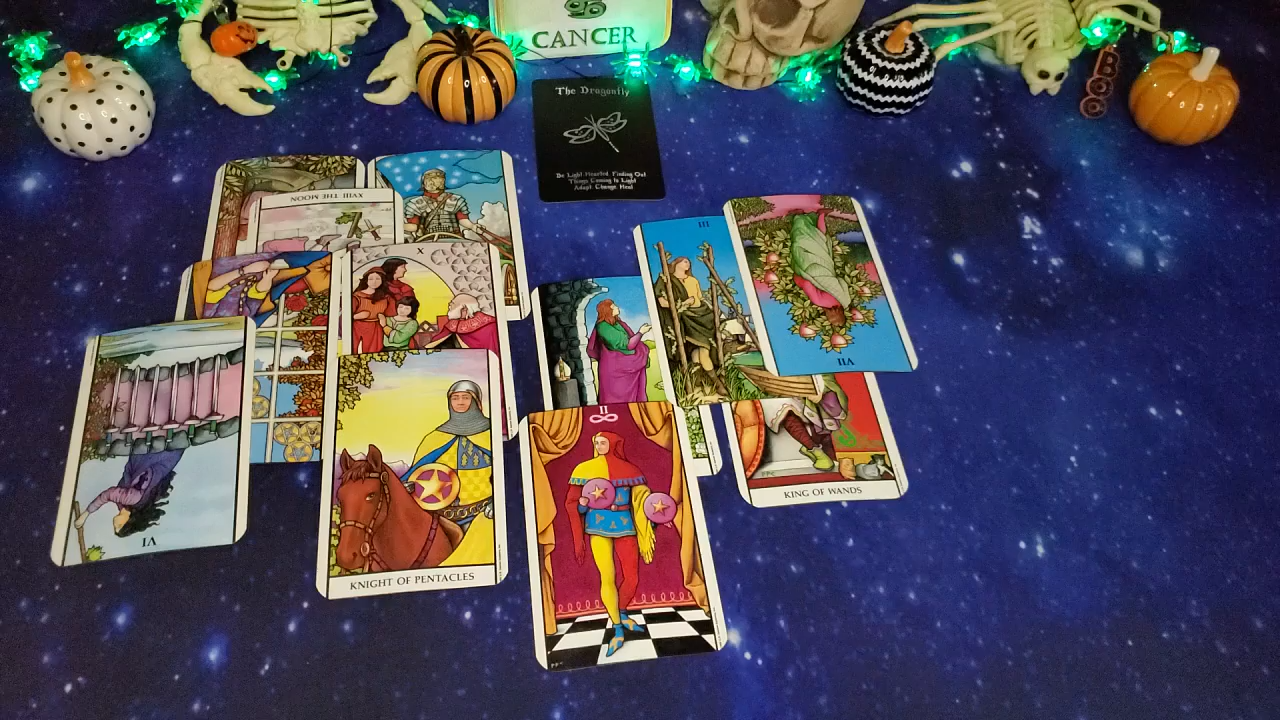 CANCER
The Dragonfly
Be Light Hearted Finding Out
Things Coming To Light
Adapt Change Heal
Boo
XVIII THE MOON
X
III
VII
II
KING OF WANDS
VI
KNIGHT OF PENTACLES